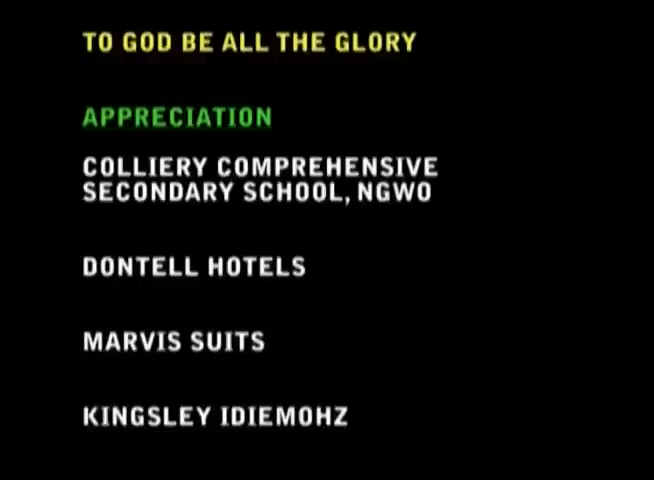 TO GOD BE ALL THE GLORY
APPRECIATION
COLLIERY COMPREHENSIVE
SECONDARY SCHOOL, NGWO
DONTELL HOTELS
MARVIS SUITS
KINGSLEY IDIEMOHZ